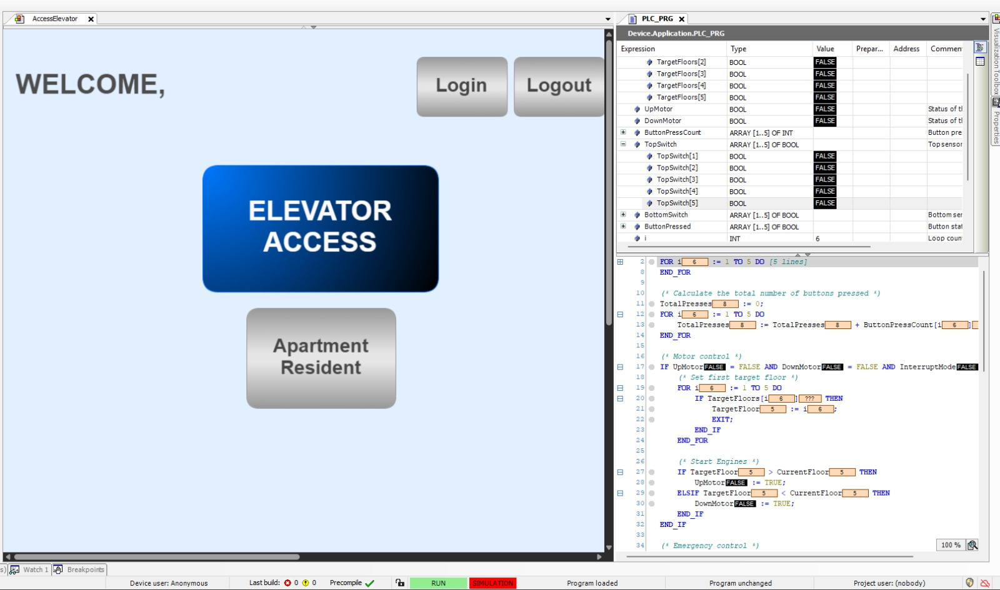 AccessElevator
WELCOME,
Login
Logout
ELEVATOR
ACCESS
Apartment
Resident
PLC_PRG
Device.Application.PLC_PRG
Expression Type Value Prepar... Address Commen
TargetFloors[2] BOOL FALSE
TargetFloors[3] BOOL FALSE
TargetFloors[4] BOOL FALSE
TargetFloors[5] BOOL FALSE
UpMotor BOOL FALSE Status of tl
DownMotor BOOL FALSE Status of tl
ButtonPressCount ARRAY [1..5] OF INT Button pre
TopSwitch ARRAY [1..5] OF BOOL Top sensor
TopSwitch[1] BOOL FALSE
TopSwitch[2] BOOL FALSE
TopSwitch[3] BOOL FALSE
TopSwitch[4] BOOL FALSE
TopSwitch[5] BOOL FALSE
BottomSwitch ARRAY [1..5] OF BOOL Bottom ser
ButtonPressed ARRAY [1..5] OF BOOL Button stat
i INT 6 Loop coun
2 FOR i 6 := 1 TO 5 DO [5 lines]
8 END_FOR
9
10 (* Calculate the total number of buttons pressed *)
11 TotalPresses 8 := 0;
12 FOR i 6 := 1 TO 5 DO
13 TotalPresses 8 := TotalPresses 8 + ButtonPressCount[i 6 ]
14 END_FOR
15
16 (* Motor control *)
17 IF UpMotor FALSE = FALSE AND DownMotor FALSE = FALSE AND InterruptMode FALSE
18 (* Set first target floor *)
19 FOR i 6 := 1 TO 5 DO
20 IF TargetFloors[i 6 ] ??? THEN
21 TargetFloor 5 := i 6 ;
22 EXIT;
23 END_IF
24 END_FOR
25
26 (* Start Engines *)
27 IF TargetFloor 5 > CurrentFloor 5 THEN
28 UpMotor FALSE := TRUE;
29 ELSIF TargetFloor 5 < CurrentFloor 5 THEN
30 DownMotor FALSE := TRUE;
31 END_IF
32 END_IF
33
34 (* Emergency control *)
100 %
Visualization Toolbox
Properties
s) Watch 1 Breakpoints
Device user: Anonymous Last build: 0 0 Precompile RUN SIMULATION Program loaded Program unchanged Project user: (nobody)